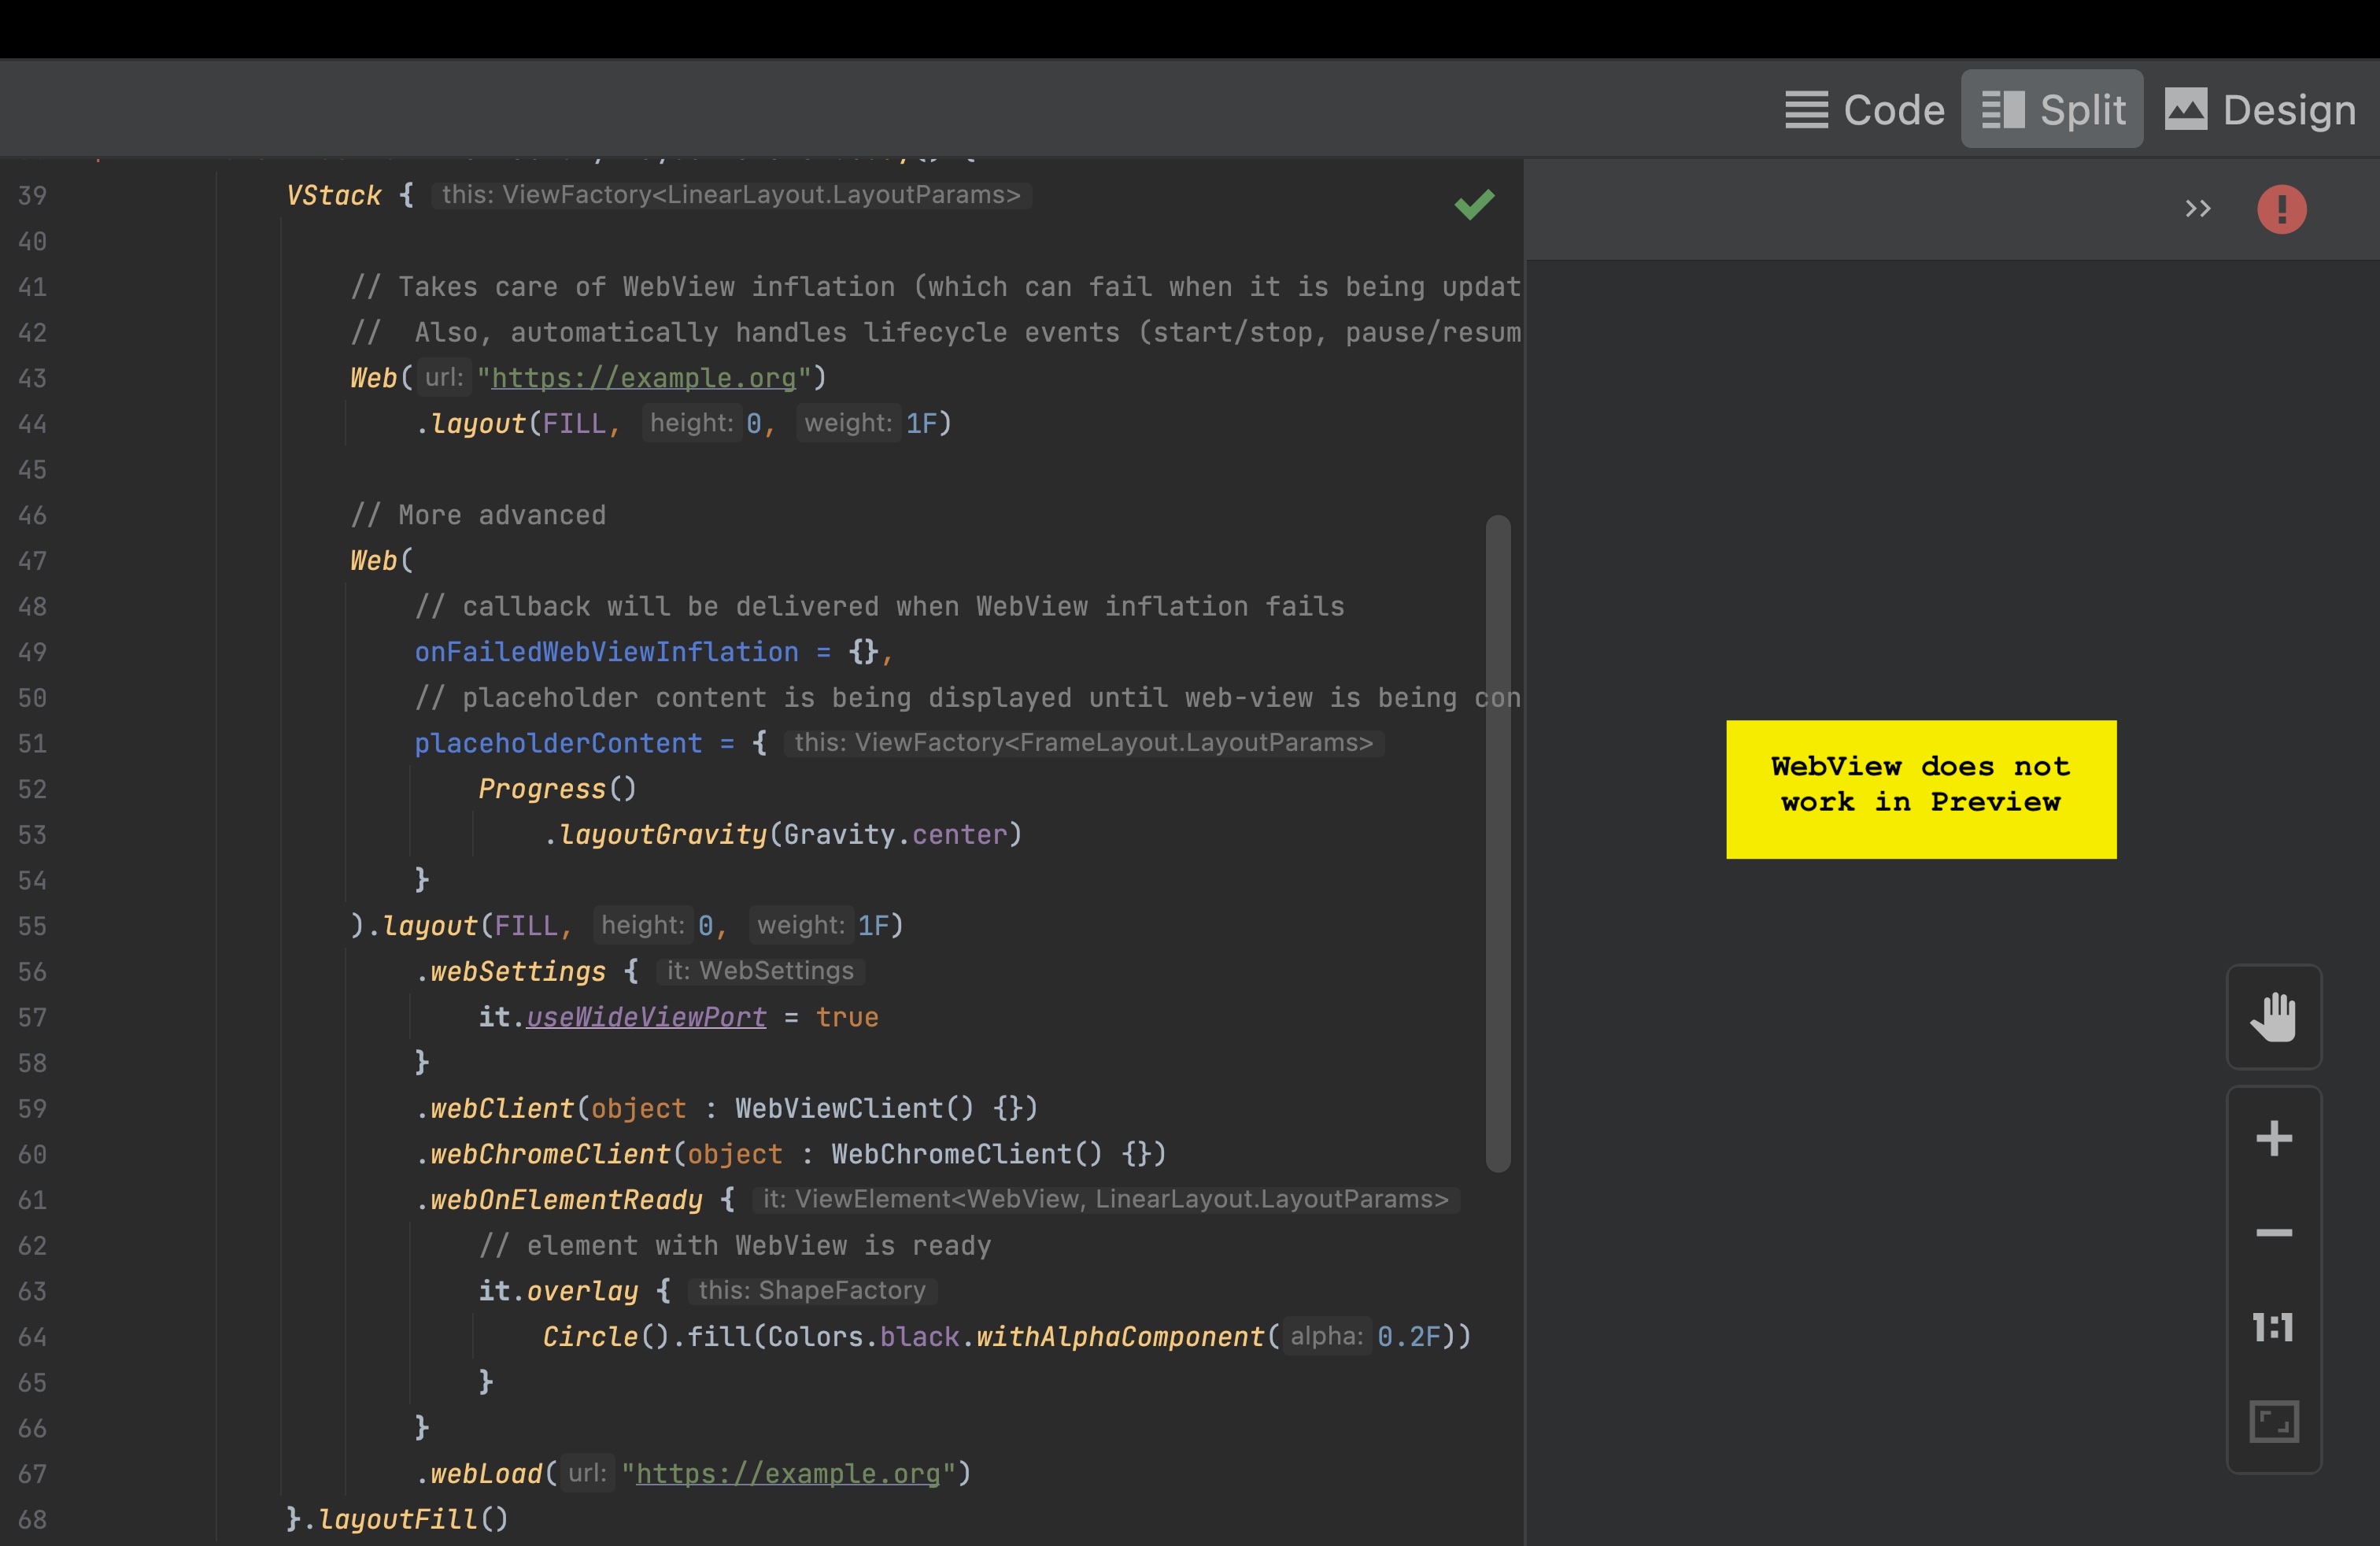 Code Split Design
39 VStack { this: ViewFactory<LinearLayout.LayoutParams>
40
41 // Takes care of WebView inflation (which can fail when it is being updat
42 //  Also, automatically handles lifecycle events (start/stop, pause/resum
43 Web( url: "https://example.org")
44 .layout(FILL, height: 0, weight: 1F)
45
46 // More advanced
47 Web(
48 // callback will be delivered when WebView inflation fails
49 onFailedWebViewInflation = {},
50 // placeholder content is being displayed until web-view is being con
51 placeholderContent = { this: ViewFactory<FrameLayout.LayoutParams>
52 Progress()
53 .layoutGravity(Gravity.center)
54 }
55 ).layout(FILL, height: 0, weight: 1F)
56 .webSettings { it: WebSettings
57 it.useWideViewPort = true
58 }
59 .webClient(object : WebViewClient() {})
60 .webChromeClient(object : WebChromeClient() {})
61 .webOnElementReady { it: ViewElement<WebView, LinearLayout.LayoutParams>
62 // element with WebView is ready
63 it.overlay { this: ShapeFactory
64 Circle().fill(Colors.black.withAlphaComponent( alpha: 0.2F))
65 }
66 }
67 .webLoad( url: "https://example.org")
68 }.layoutFill()
WebView does not
work in Preview
1:1